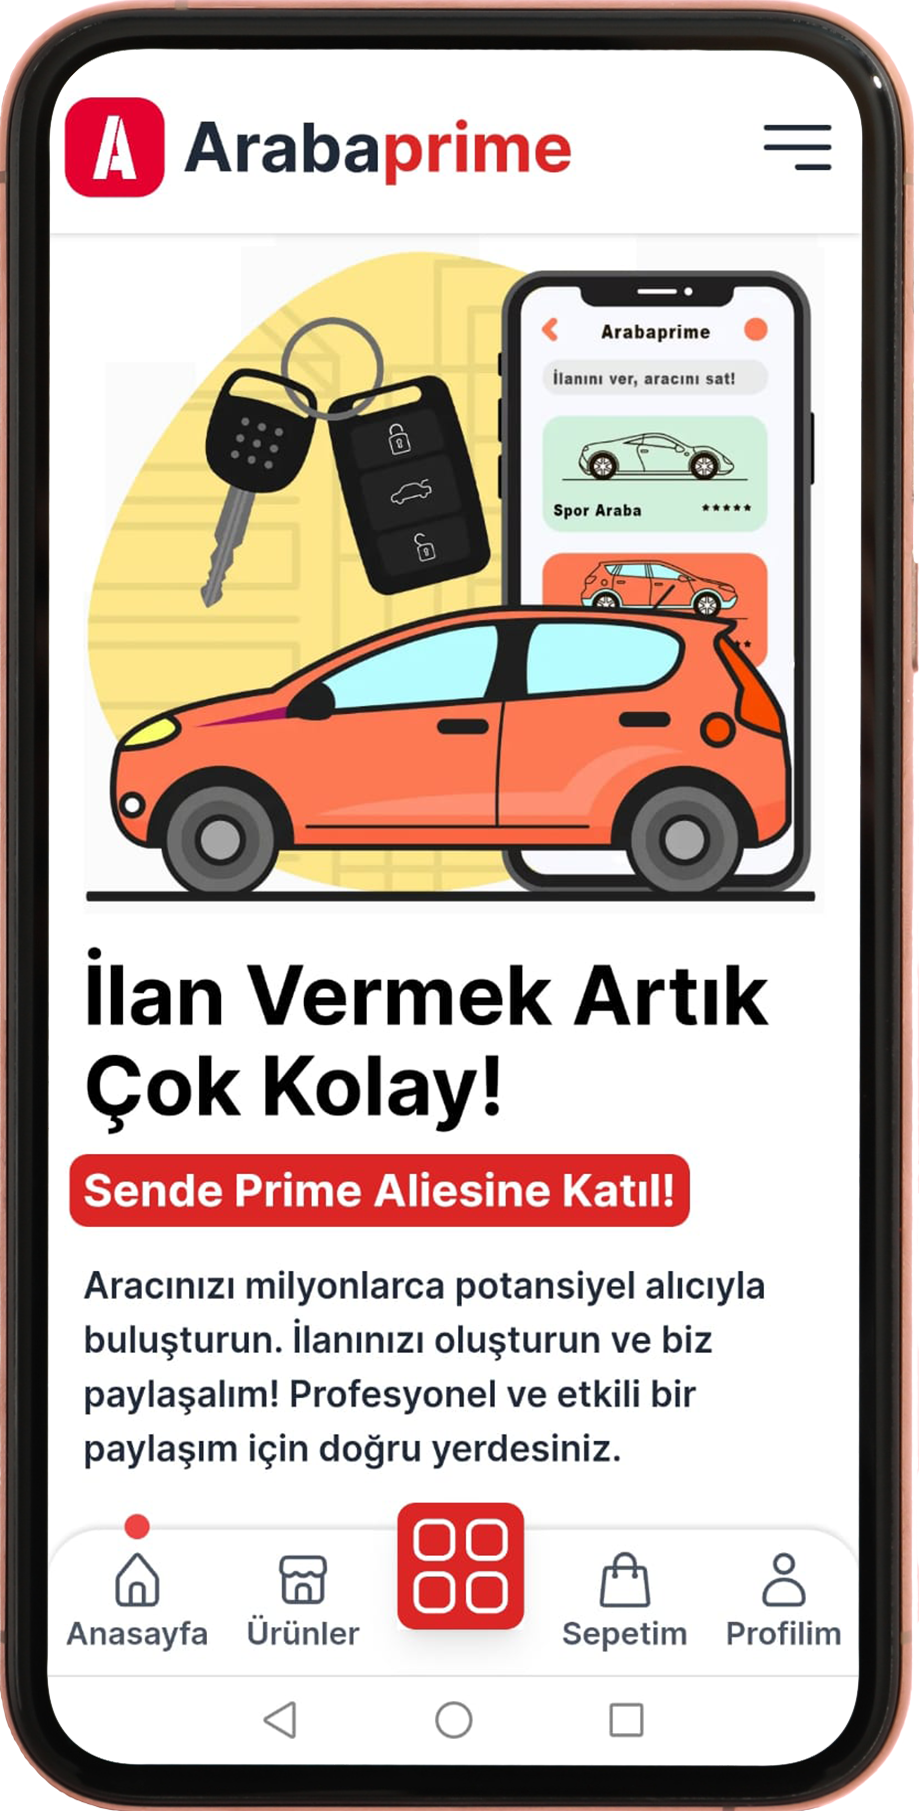 Arabaprime
Arabaprime
İlanını ver, aracını sat!
Spor Araba
*****
İlan Vermek Artık
Çok Kolay!
Sende Prime Aliesine Katıl!
Aracınızı milyonlarca potansiyel alıcıyla
buluşturun. İlanınızı oluşturun ve biz
paylaşalım! Profesyonel ve etkili bir
paylaşım için doğru yerdesiniz.
Anasayfa Ürünler Sepetim Profilim